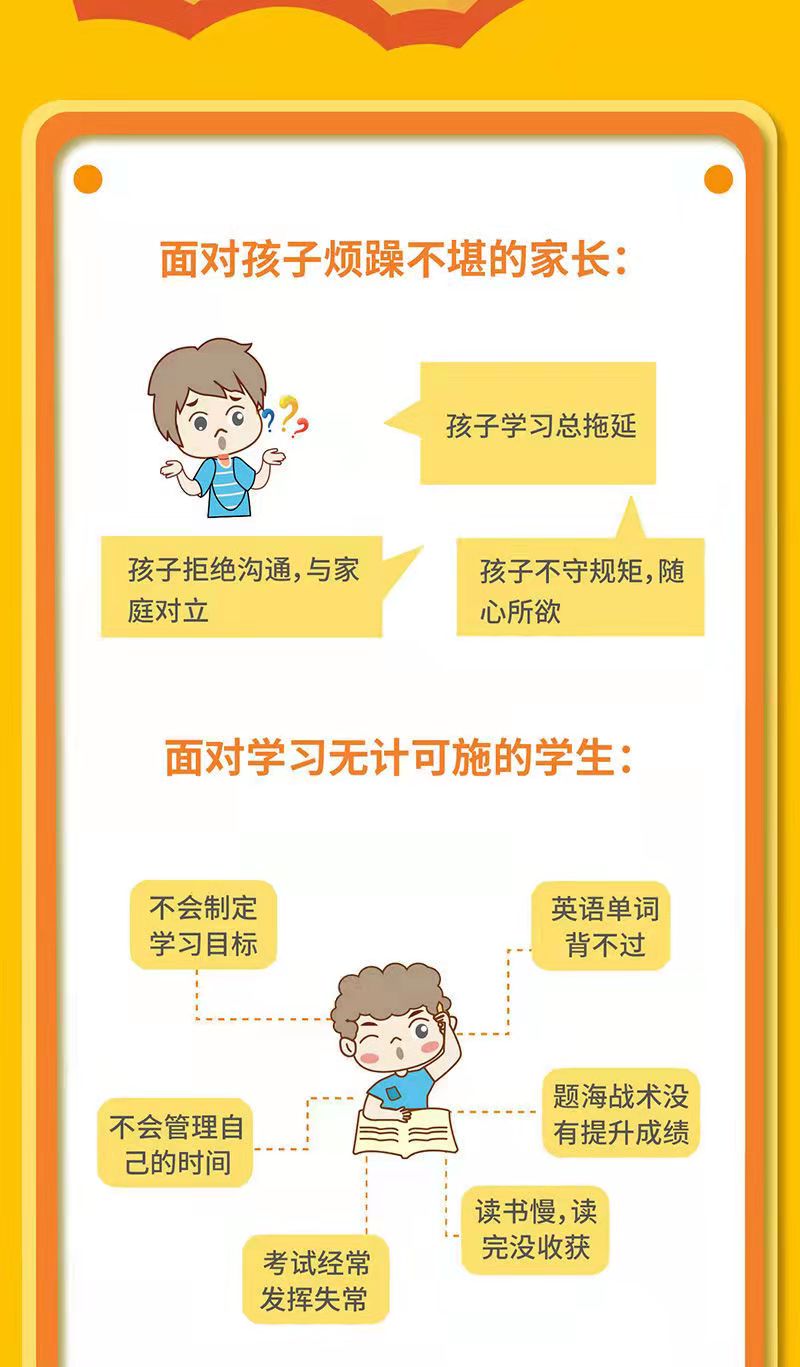 面对孩子烦躁不堪的家长：
孩子学习总拖延
孩子拒绝沟通，与家
庭对立
孩子不守规矩，随
心所欲
面对学习无计可施的学生：
不会制定
学习目标
英语单词
背不过
不会管理自
己的时间
题海战术没
有提升成绩
读书慢，读
完没收获
考试经常
发挥失常